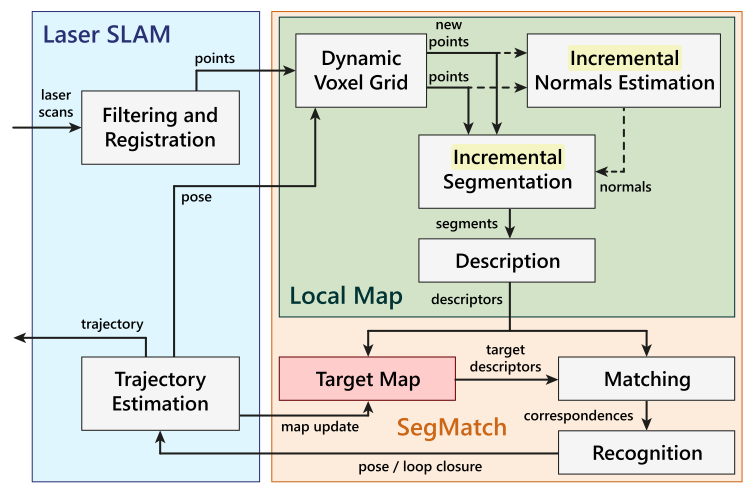 Laser SLAM
laser
scans
Filtering and
Registration
points
pose
trajectory
Trajectory
Estimation
Dynamic
Voxel Grid
new
points
points
Incremental
Normals Estimation
Incremental
Segmentation
normals
segments
Description
Local Map
descriptors
Target Map
target
descriptors
Matching
map update
SegMatch
correspondences
Recognition
pose / loop closure